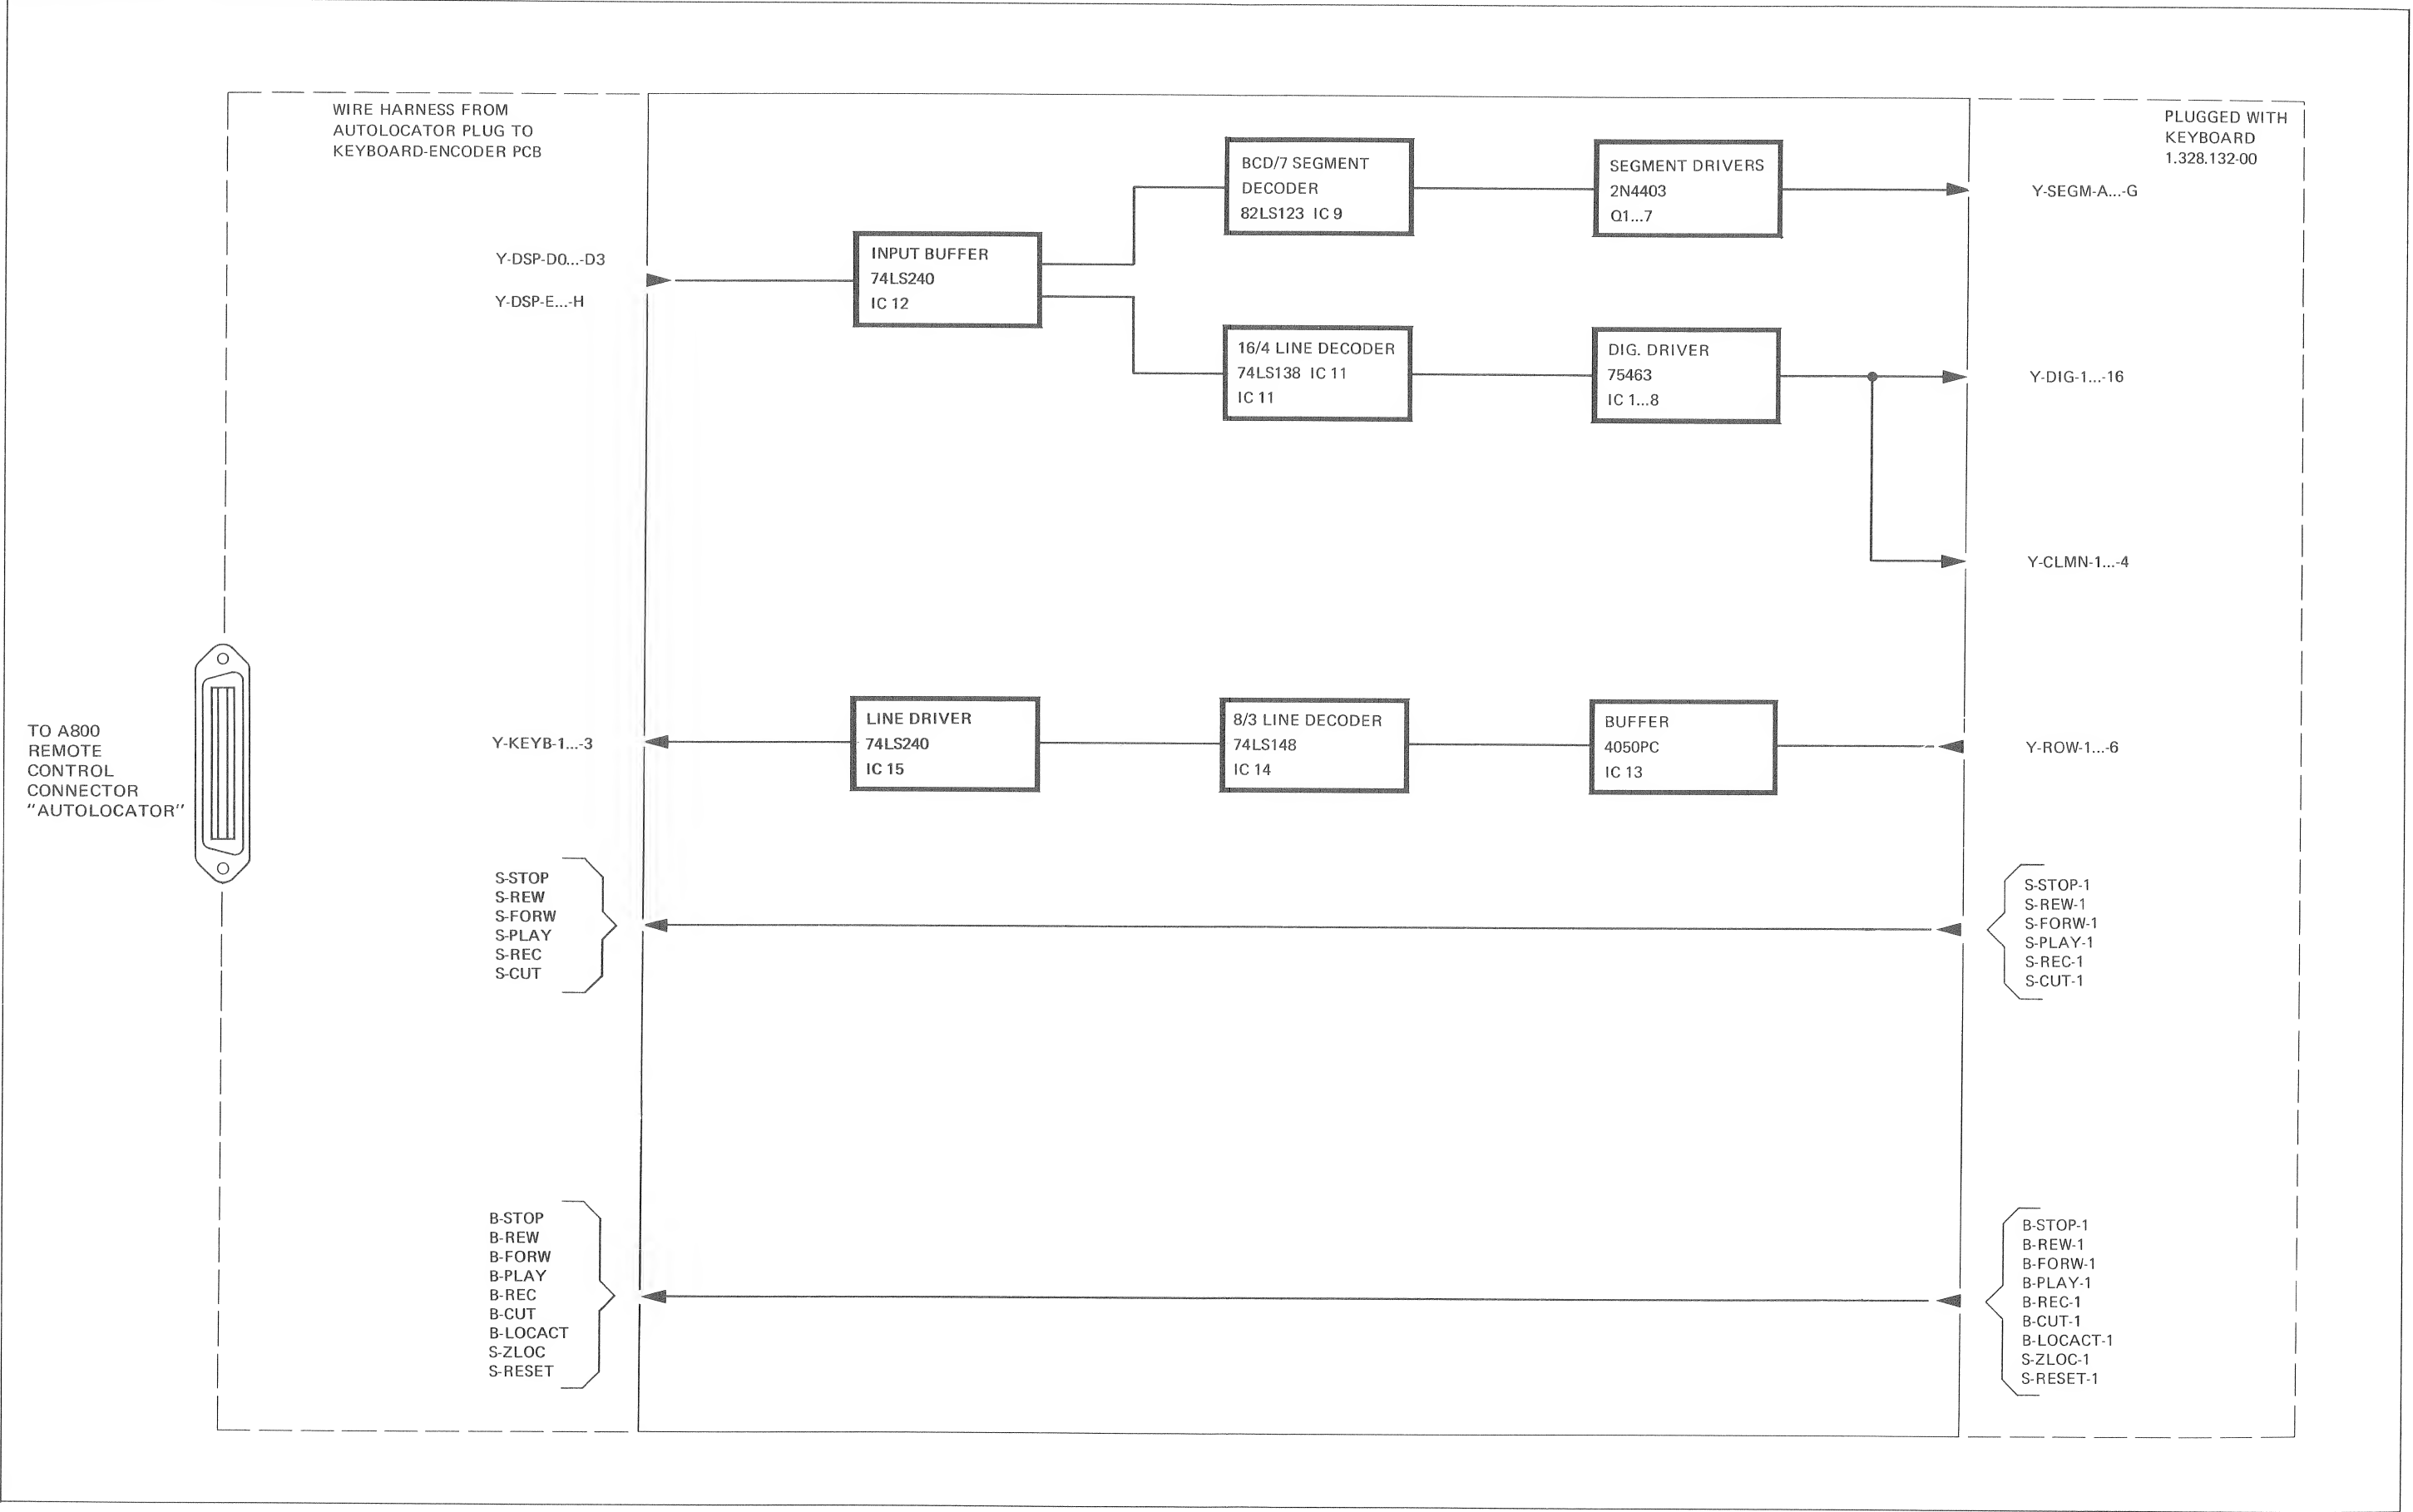 WIRE HARNESS FROM
AUTOLOCATOR PLUG TO
KEYBOARD-ENCODER PCB
PLUGGED WITH
KEYBOARD
1.328.132-00
BCD/7 SEGMENT
DECODER
82LS123 IC 9
SEGMENT DRIVERS
2N4403
Q1...7
Y-SEGM-A...-G
Y-DSP-D0...-D3
Y-DSP-E...-H
INPUT BUFFER
74LS240
IC 12
16/4 LINE DECODER
74LS138 IC 11
IC 11
DIG. DRIVER
75463
IC 1...8
Y-DIG-1...-16
Y-CLMN-1...-4
TO A800
REMOTE
CONTROL
CONNECTOR
"AUTOLOCATOR"
Y-KEYB-1...-3
LINE DRIVER
74LS240
IC 15
8/3 LINE DECODER
74LS148
IC 14
BUFFER
4050PC
IC 13
Y-ROW-1...-6
S-STOP
S-REW
S-FORW
S-PLAY
S-REC
S-CUT
S-STOP-1
S-REW-1
S-FORW-1
S-PLAY-1
S-REC-1
S-CUT-1
B-STOP
B-REW
B-FORW
B-PLAY
B-REC
B-CUT
B-LOCACT
S-ZLOC
S-RESET
B-STOP-1
B-REW-1
B-FORW-1
B-PLAY-1
B-REC-1
B-CUT-1
B-LOCACT-1
S-ZLOC-1
S-RESET-1